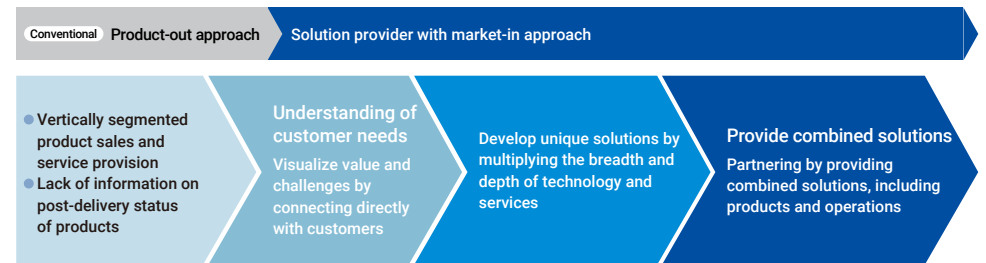 Conventional Product-out approach
Solution provider with market-in approach
Vertically segmented
product sales and
service provision
Lack of information on
post-delivery status
of products
Understanding of
customer needs
Visualize value and
challenges by
connecting directly
with customers
Develop unique solutions by
multiplying the breadth and
depth of technology and
services
Provide combined solutions
Partnering by providing
combined solutions, including
products and operations